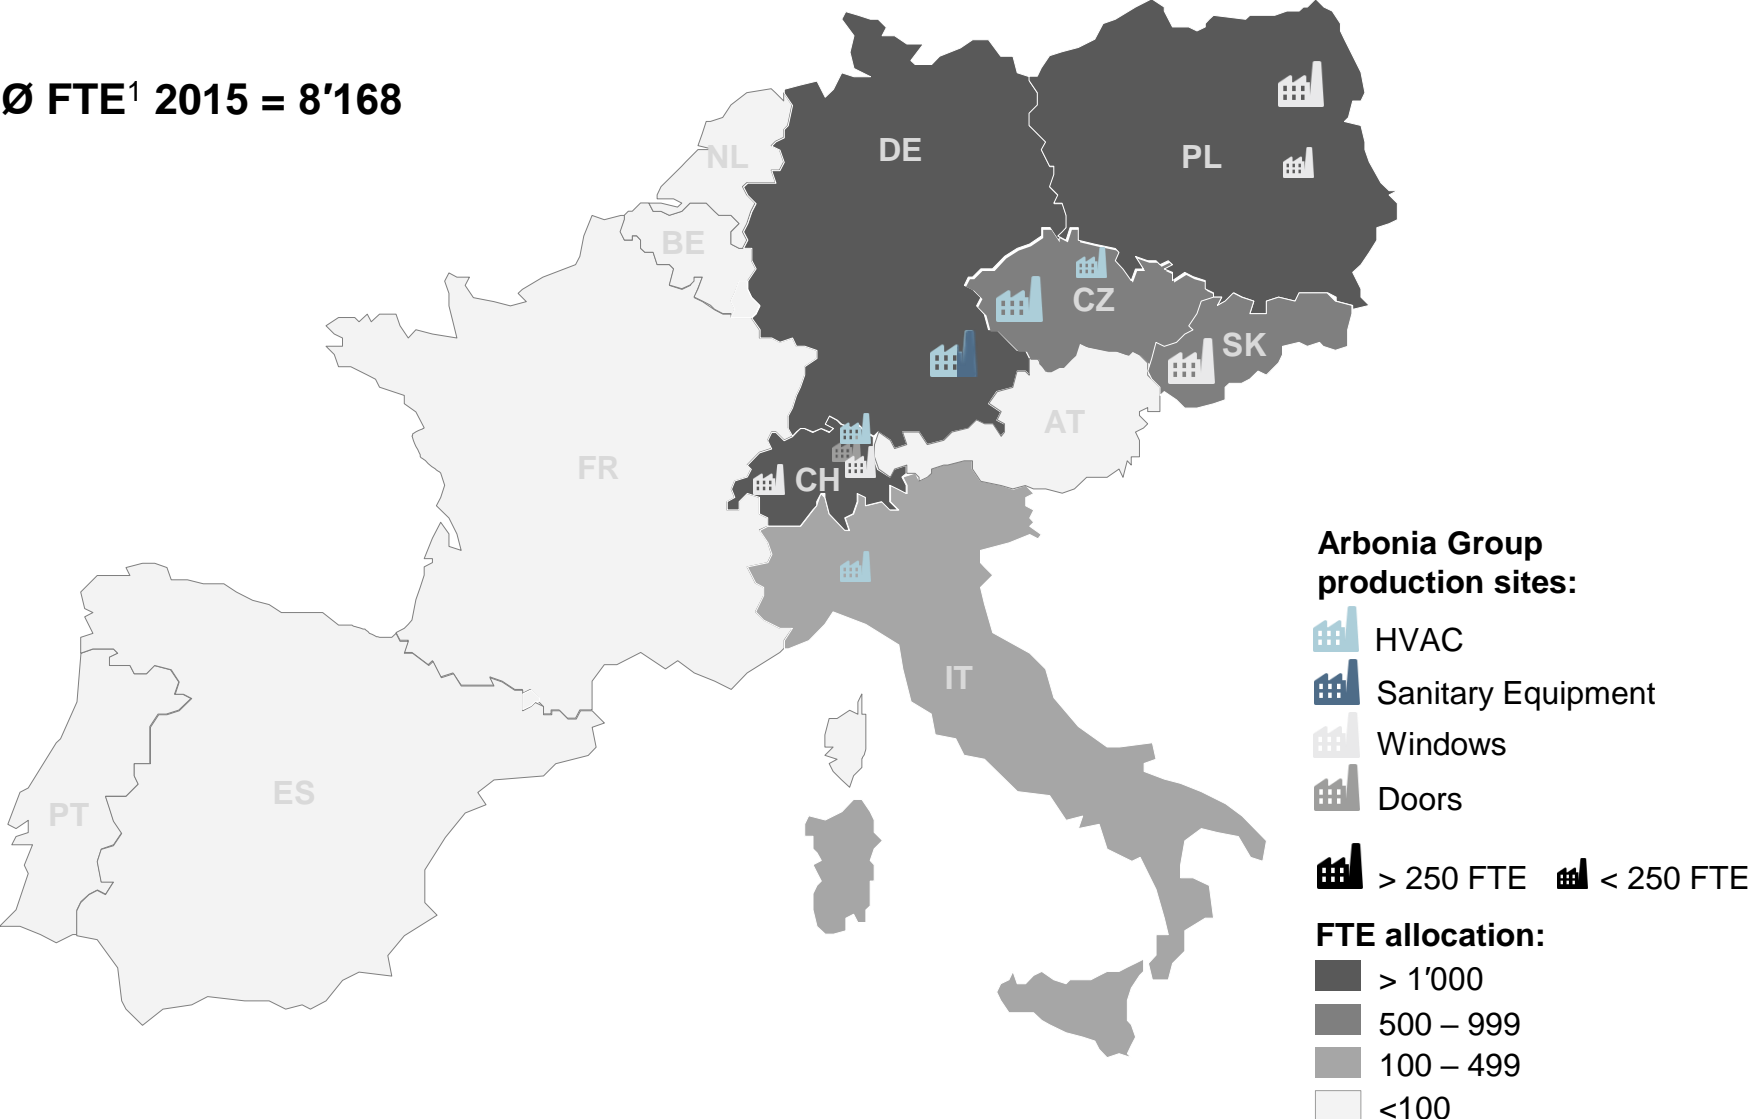 Ø FTE¹ 2015 = 8′168
NL
DE
PL
BE
CZ
SK
AT
FR
CH
IT
ES
PT
Arbonia Group
production sites:
HVAC
Sanitary Equipment
Windows
Doors
> 250 FTE < 250 FTE
FTE allocation:
> 1′000
500 – 999
100 – 499
<100